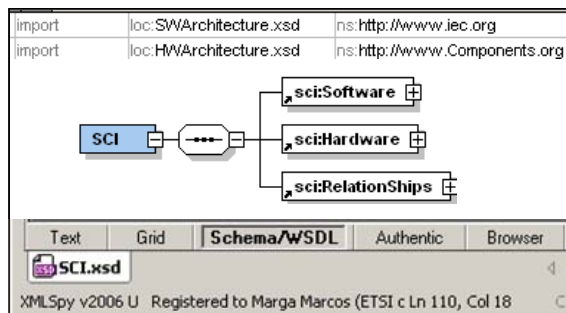 import loc:SWArchitecture.xsd ns:http://www.iec.org
import loc:HWArchitecture.xsd ns:http://www.Components.org
sci:Software
SCI
sci:Hardware
sci:RelationShips
Text Grid Schema/WSDL Authentic Browser
SCI.xsd
XMLSpy v2006 U Registered to Marga Marcos (ETSI c Ln 110, Col 18